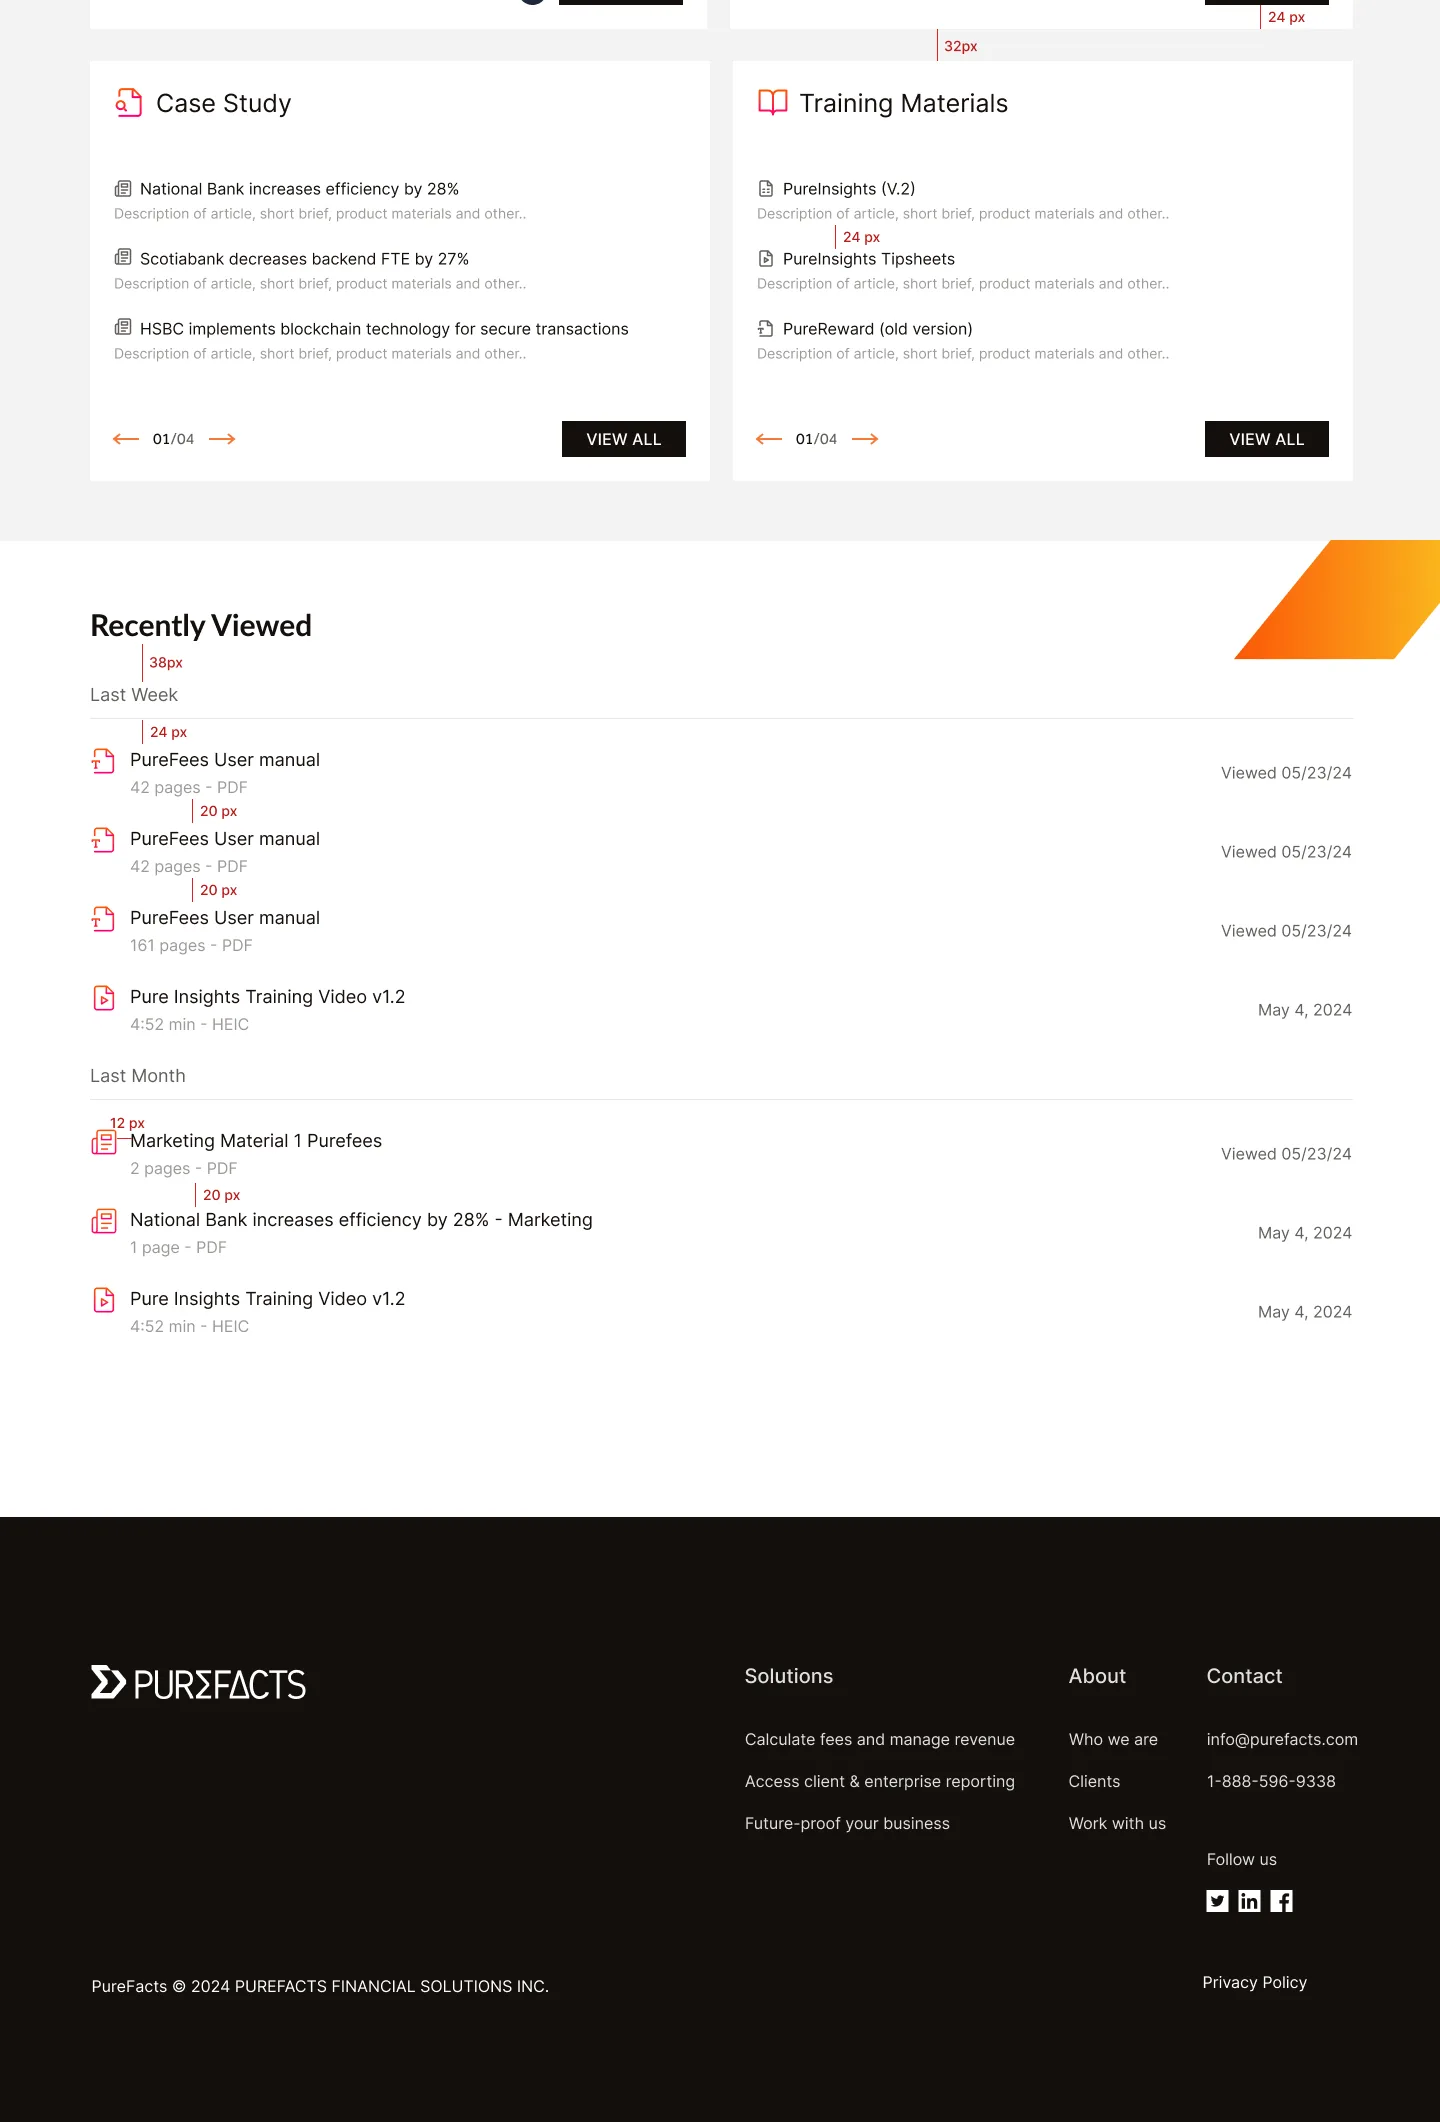 24 px
32px
Case Study
National Bank increases efficiency by 28%
Description of article, short brief, product materials and other..
Scotiabank decreases backend FTE by 27%
Description of article, short brief, product materials and other..
HSBC implements blockchain technology for secure transactions
Description of article, short brief, product materials and other..
01/04
VIEW ALL
Training Materials
PureInsights (V.2)
Description of article, short brief, product materials and other..
24 px
PureInsights Tipsheets
Description of article, short brief, product materials and other..
PureReward (old version)
Description of article, short brief, product materials and other..
01/04
VIEW ALL
Recently Viewed
38px
Last Week
24 px
PureFees User manual
42 pages - PDF
Viewed 05/23/24
20 px
PureFees User manual
42 pages - PDF
Viewed 05/23/24
20 px
PureFees User manual
161 pages - PDF
Viewed 05/23/24
Pure Insights Training Video v1.2
4:52 min - HEIC
May 4, 2024
Last Month
12 px
Marketing Material 1 Purefees
2 pages - PDF
Viewed 05/23/24
20 px
National Bank increases efficiency by 28% - Marketing
1 page - PDF
May 4, 2024
Pure Insights Training Video v1.2
4:52 min - HEIC
May 4, 2024
PUREFACTS
Solutions
Calculate fees and manage revenue
Access client & enterprise reporting
Future-proof your business
About
Who we are
Clients
Work with us
Contact
info@purefacts.com
1-888-596-9338
Follow us
PureFacts © 2024 PUREFACTS FINANCIAL SOLUTIONS INC.
Privacy Policy